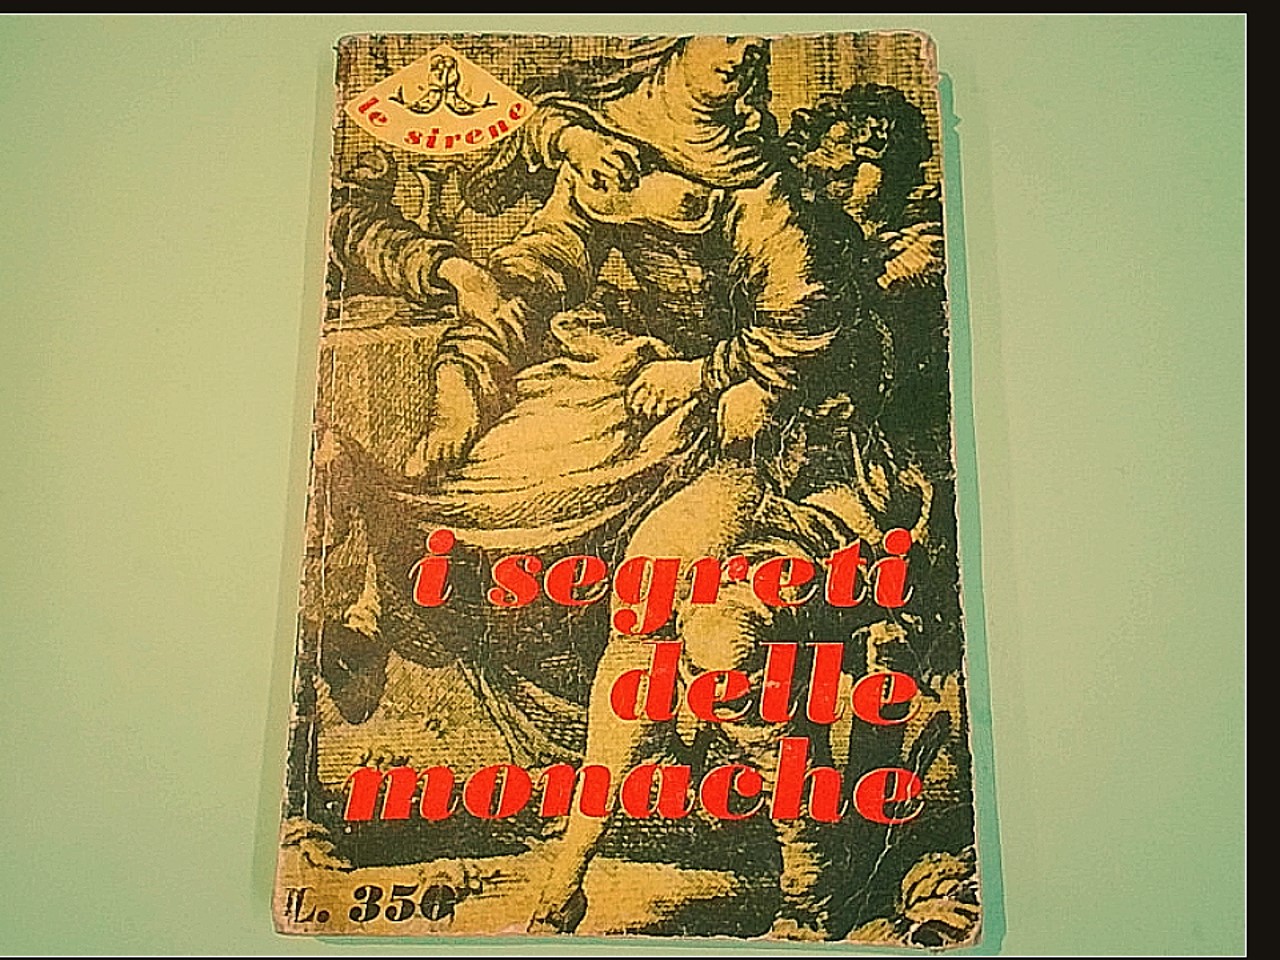 le sirene
i segreti
delle
monache
L. 350